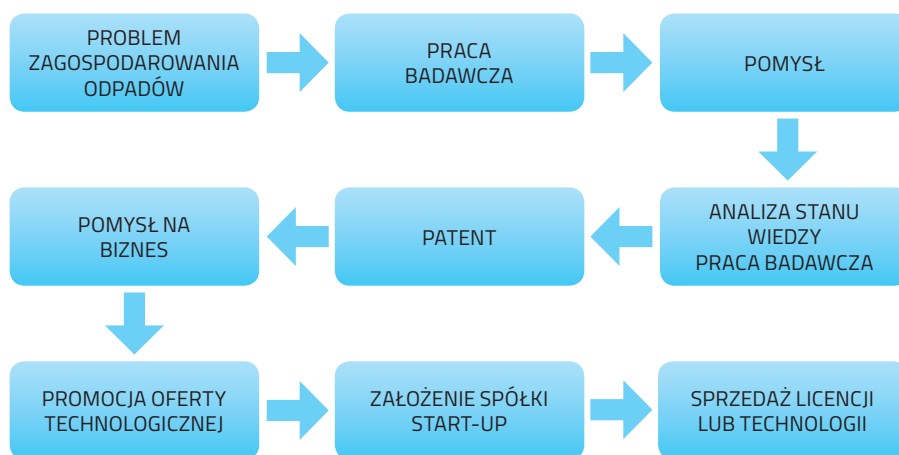 PROBLEM
ZAGOSPODAROWANIA
ODPADÓW
PRACA
BADAWCZA
POMYSŁ
ANALIZA STANU
WIEDZY
PRACA BADAWCZA
PATENT
POMYSŁ NA
BIZNES
PROMOCJA OFERTY
TECHNOLOGICZNEJ
ZAŁOŻENIE SPÓŁKI
START-UP
SPRZEDAŻ LICENCJI
LUB TECHNOLOGII